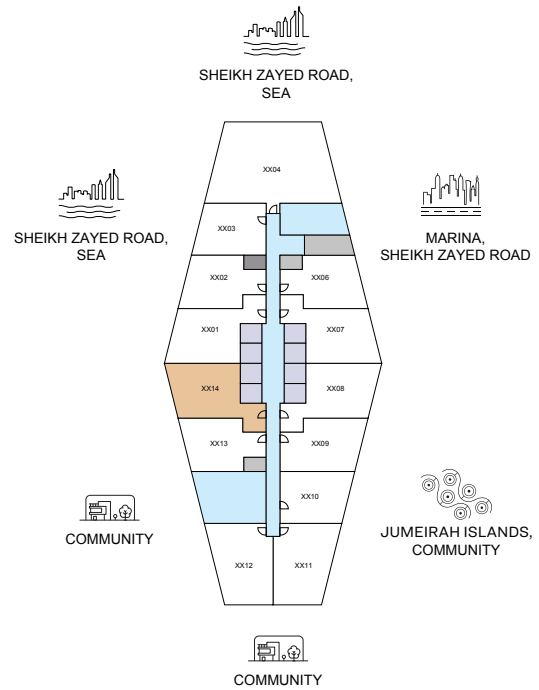 SHEIKH ZAYED ROAD,
SEA
XX04
XX03
SHEIKH ZAYED ROAD,
SEA
MARINA,
SHEIKH ZAYED ROAD
XX02
XX06
XX01
XX07
XX14
XX08
XX13
XX09
XX10
COMMUNITY
JUMEIRAH ISLANDS,
COMMUNITY
XX12
XX11
COMMUNITY